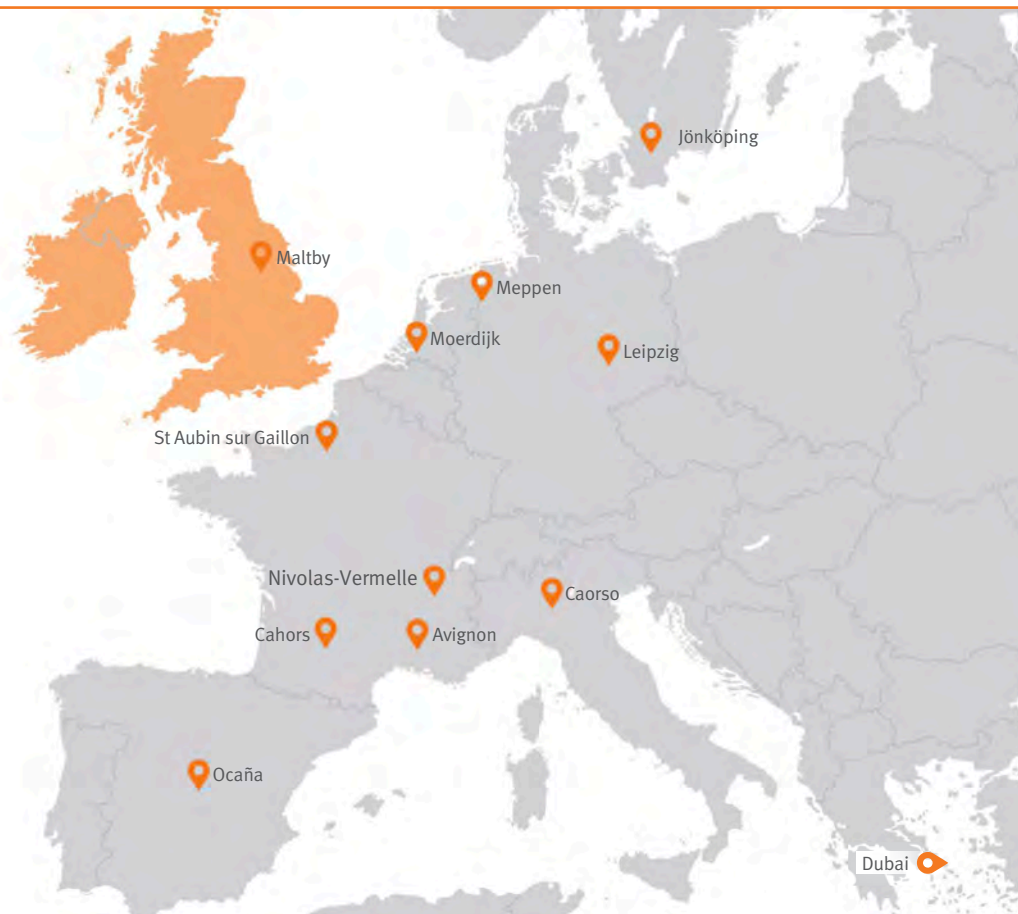 Jönköping
Maltby
Meppen
Moerdijk
Leipzig
St Aubin sur Gaillon
Nivolas-Vermelle
Caorso
Cahors
Avignon
Ocaña
Dubai